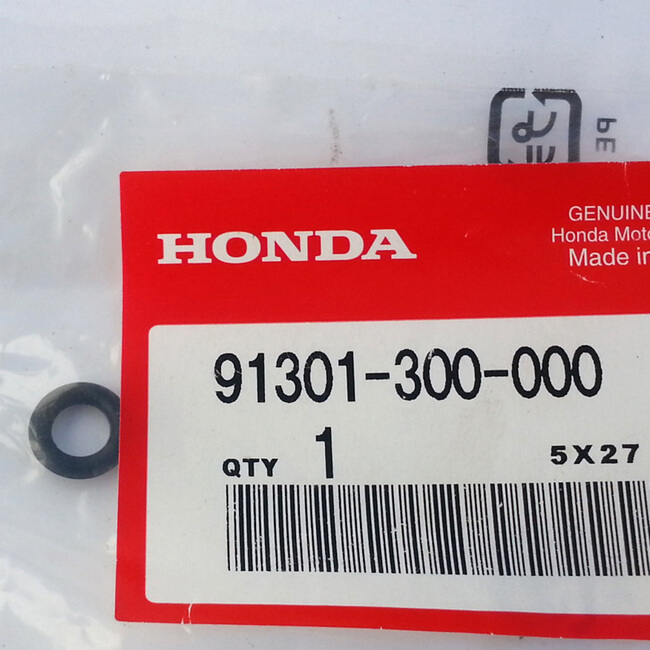 HONDA
GENUINE
Honda Moto
Made in
91301-300-000
QTY 1
5X27